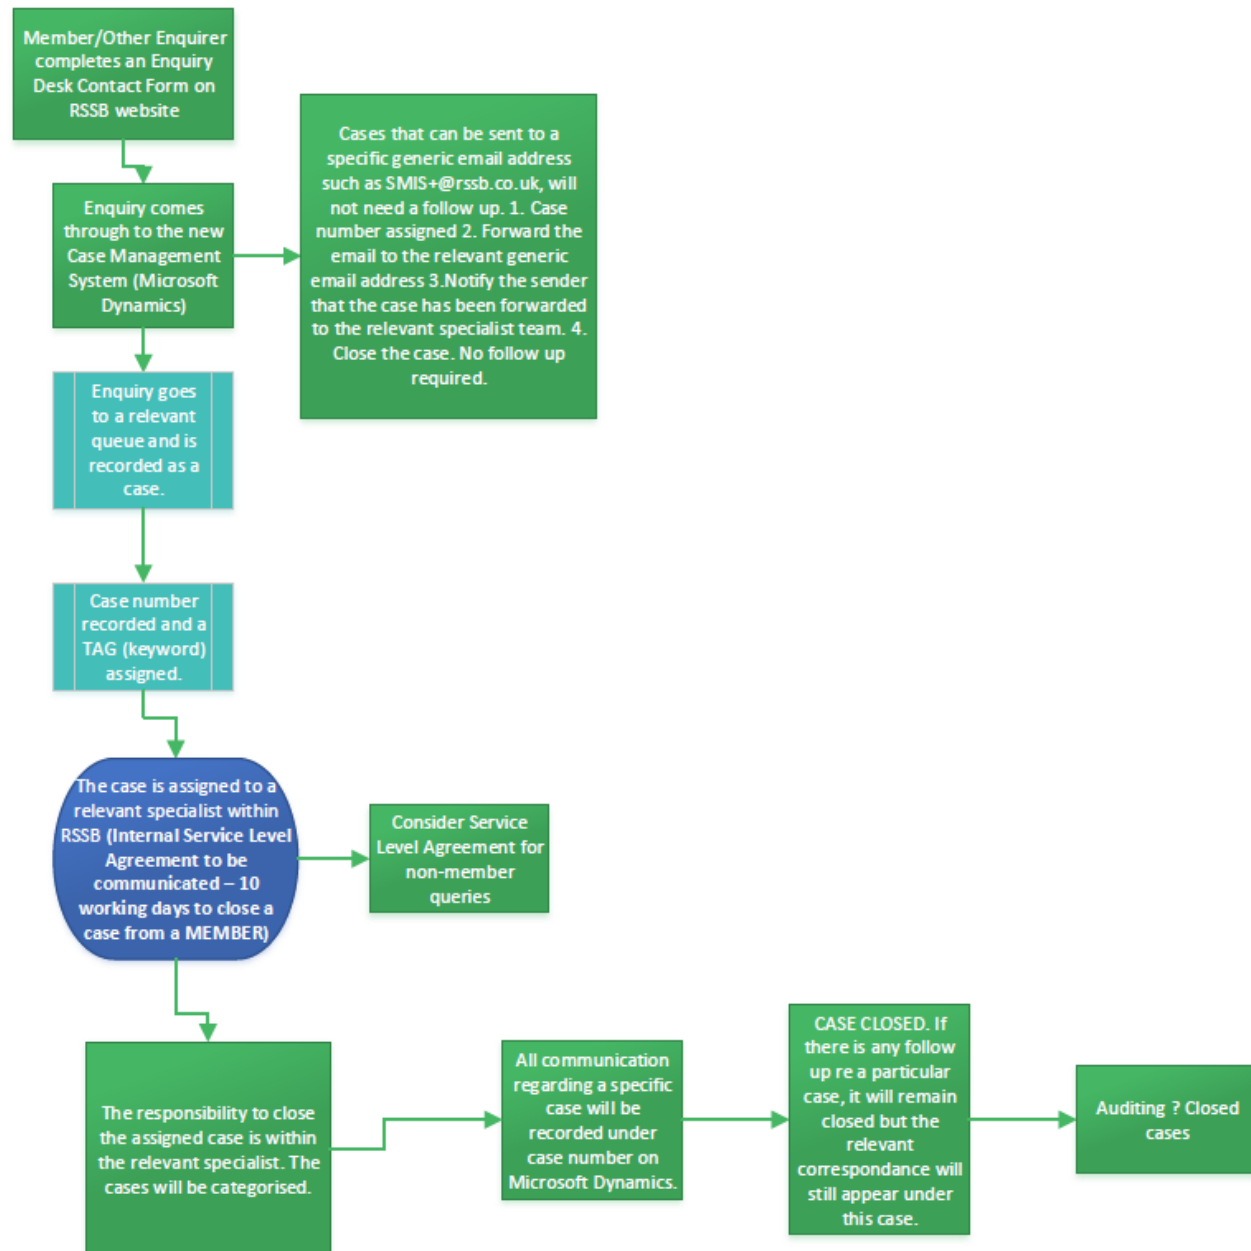 Member/Other Enquirer
completes an Enquiry
Desk Contact Form on
RSSB website
Cases that can be sent to a
specific generic email address
such as SMIS+@rssb.co.uk, will
not need a follow up. 1. Case
number assigned 2. Forward the
email to the relevant generic
email address 3.Notify the sender
that the case has been forwarded
to the relevant specialist team. 4.
Close the case. No follow up
required.
Enquiry comes
through to the new
Case Management
System (Microsoft
Dynamics)
Enquiry goes
to a relevant
queue and is
recorded as a
case.
Case number
recorded and a
TAG (keyword)
assigned.
The case is assigned to a
relevant specialist within
RSSB (Internal Service Level
Agreement to be
communicated – 10
working days to close a
case from a MEMBER)
Consider Service
Level Agreement for
non-member
queries
The responsibility to close
the assigned case is within
the relevant specialist. The
cases will be categorised.
All communication
regarding a specific
case will be
recorded under
case number on
Microsoft Dynamics.
CASE CLOSED. If
there is any follow
up re a particular
case, it will remain
closed but the
relevant
correspondance will
still appear under
this case.
Auditing ? Closed
cases